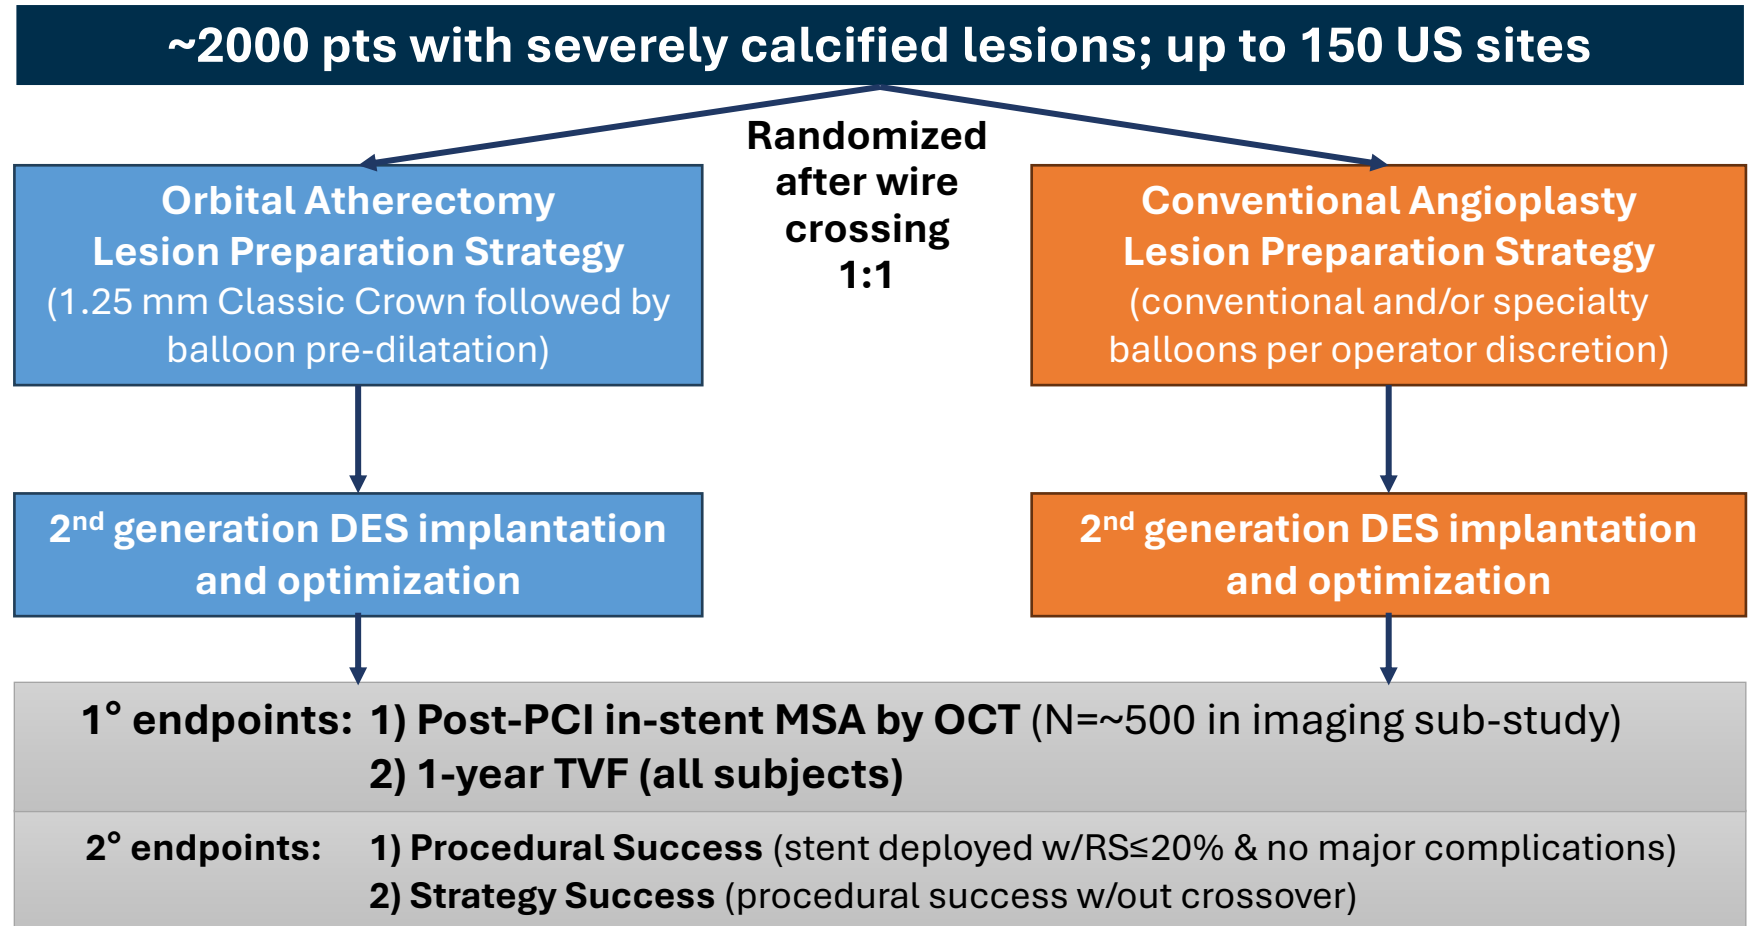 ~2000 pts with severely calcified lesions; up to 150 US sites
Randomized
after wire
crossing
1:1
Orbital Atherectomy
Lesion Preparation Strategy
(1.25 mm Classic Crown followed by
balloon pre-dilatation)
Conventional Angioplasty
Lesion Preparation Strategy
(conventional and/or specialty
balloons per operator discretion)
2nd generation DES implantation
and optimization
2nd generation DES implantation
and optimization
1° endpoints: 1) Post-PCI in-stent MSA by OCT (N=~500 in imaging sub-study)
2) 1-year TVF (all subjects)
2° endpoints: 1) Procedural Success (stent deployed w/RS≤20% & no major complications)
2) Strategy Success (procedural success w/out crossover)